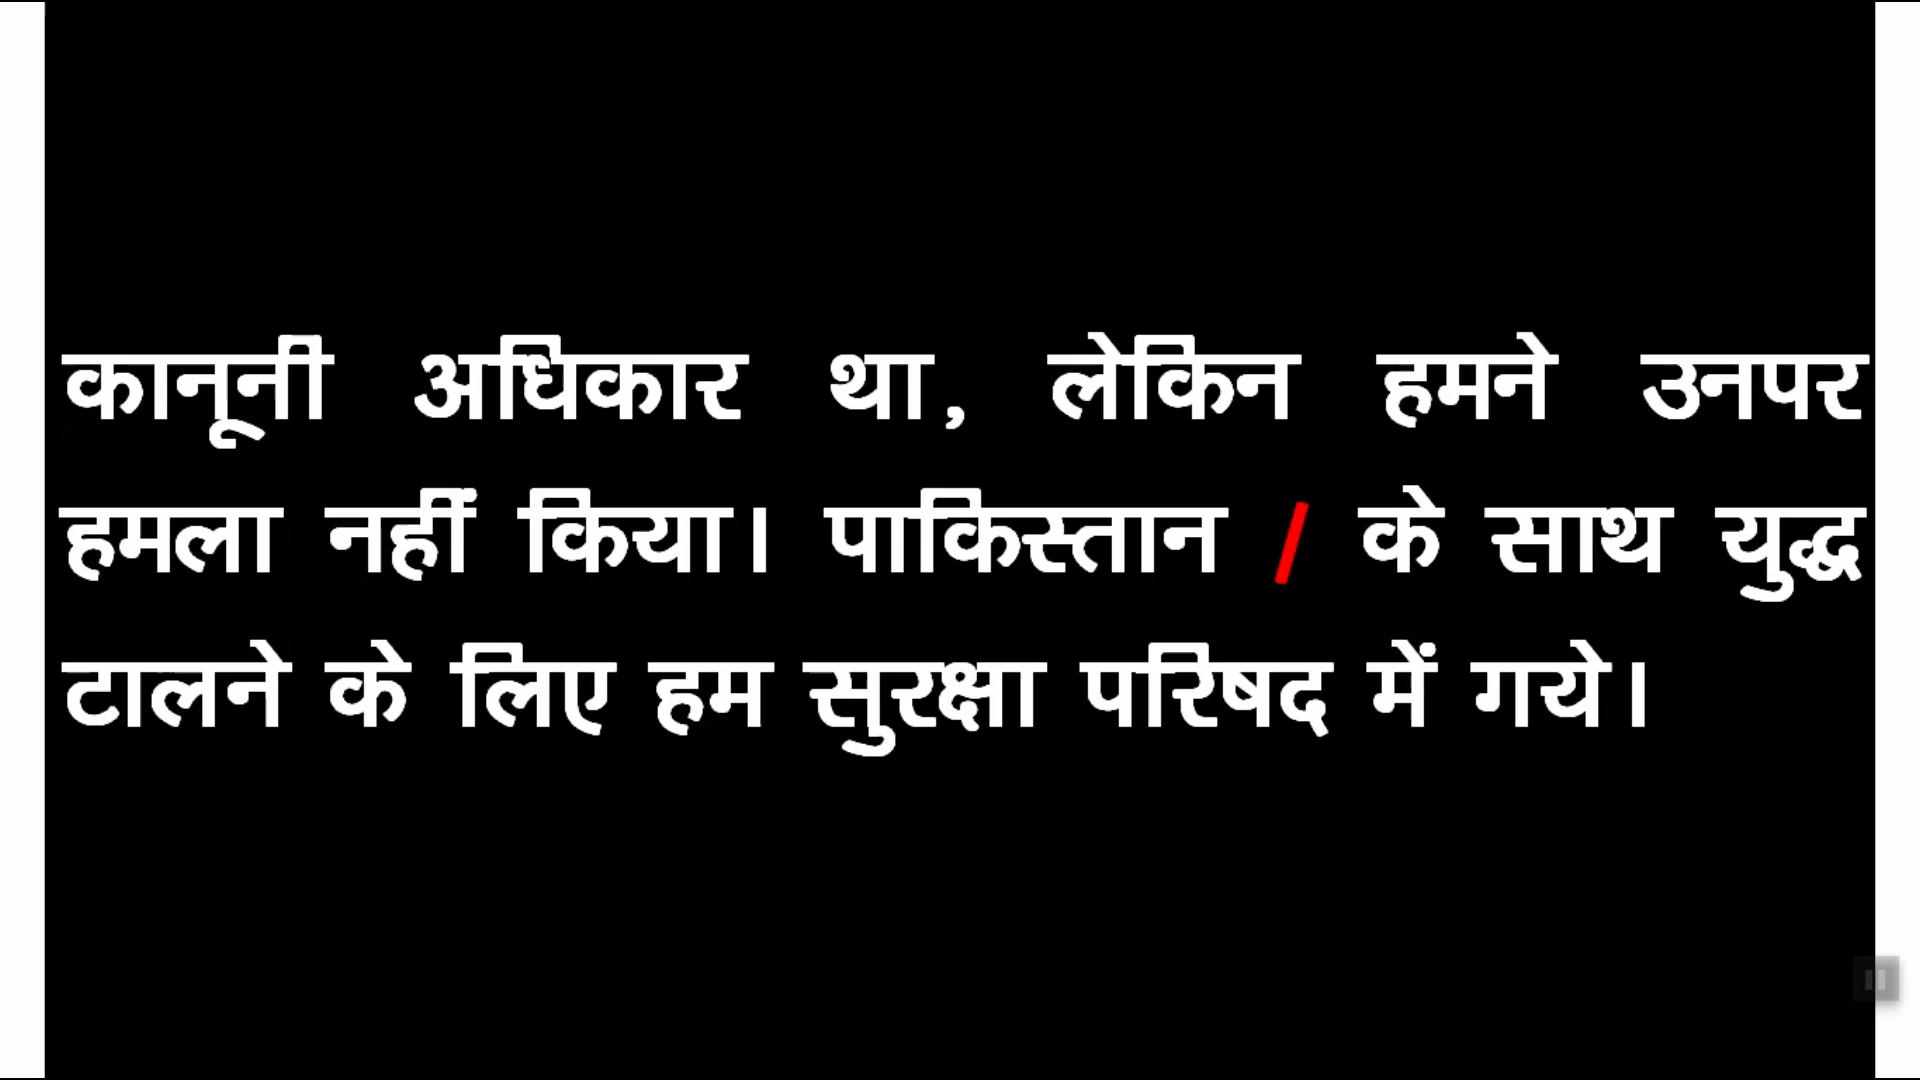 कानूनी अधिकार था, लेकिन हमने उनपर
हमला नहीं किया। पाकिस्तान / के साथ युद्ध
टालने के लिए हम सुरक्षा परिषद में गये।